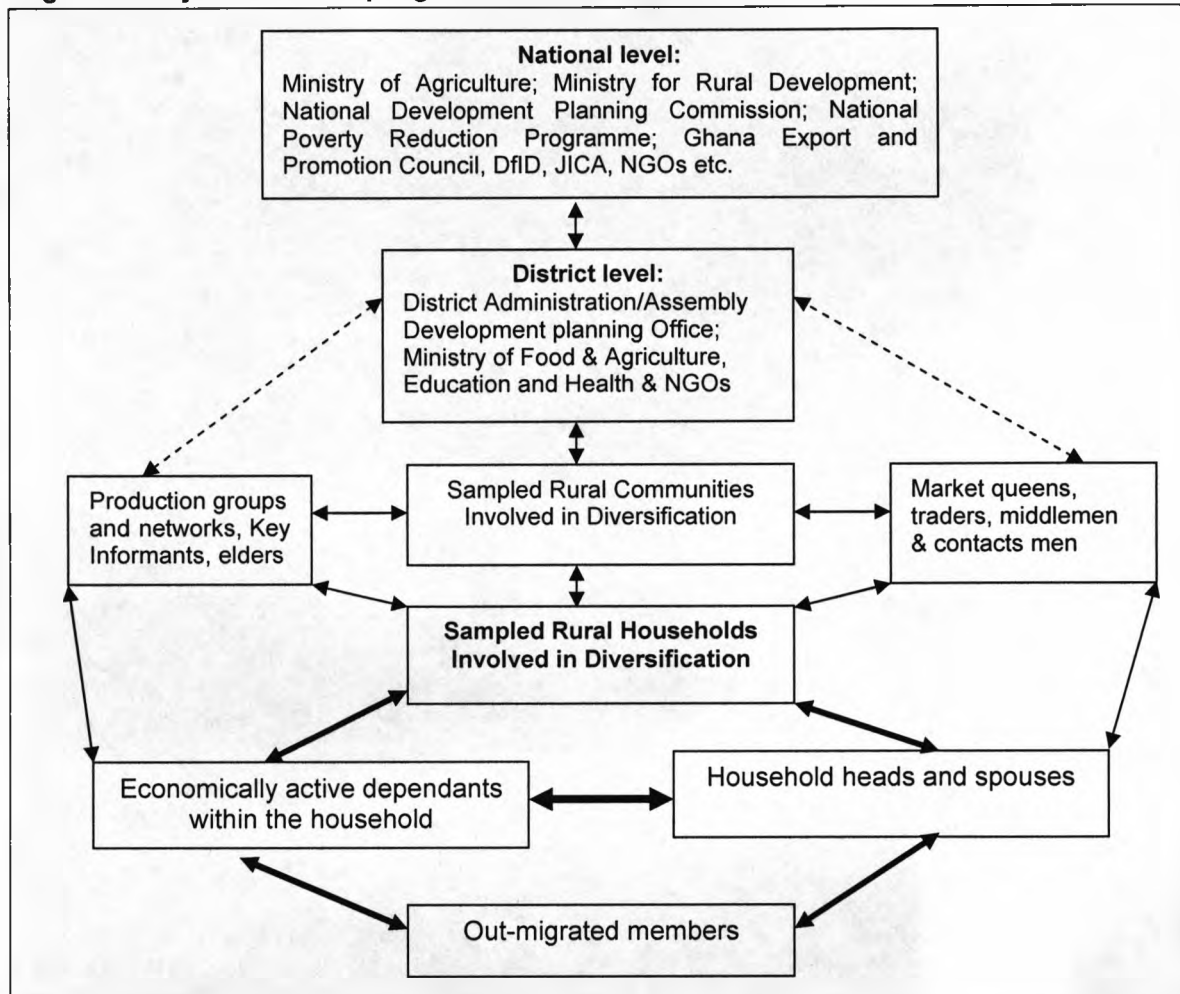 National level:
Ministry of Agriculture; Ministry for Rural Development;
National Development Planning Commission; National
Poverty Reduction Programme; Ghana Export and
Promotion Council, DfID, JICA, NGOs etc.
District level:
District Administration/Assembly
Development planning Office;
Ministry of Food & Agriculture,
Education and Health & NGOs
Production groups
and networks, Key
Informants, elders
Sampled Rural Communities
Involved in Diversification
Market queens,
traders, middlemen
& contacts men
Sampled Rural Households
Involved in Diversification
Economically active dependants
within the household
Household heads and spouses
Out-migrated members